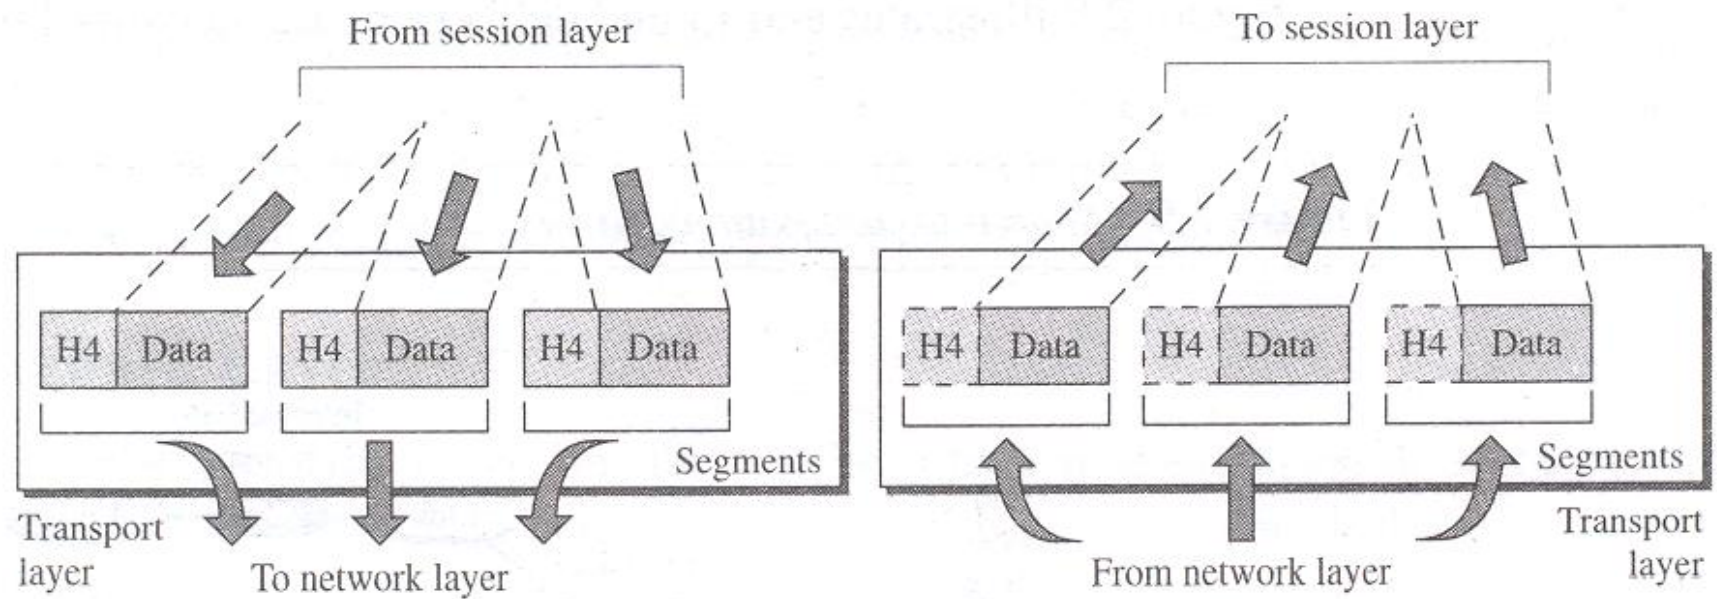 From session layer
To session layer
H4 Data H4 Data H4 Data
H4 Data H4 Data H4 Data
Segments
Segments
Transport
layer
To network layer
From network layer
Transport
layer